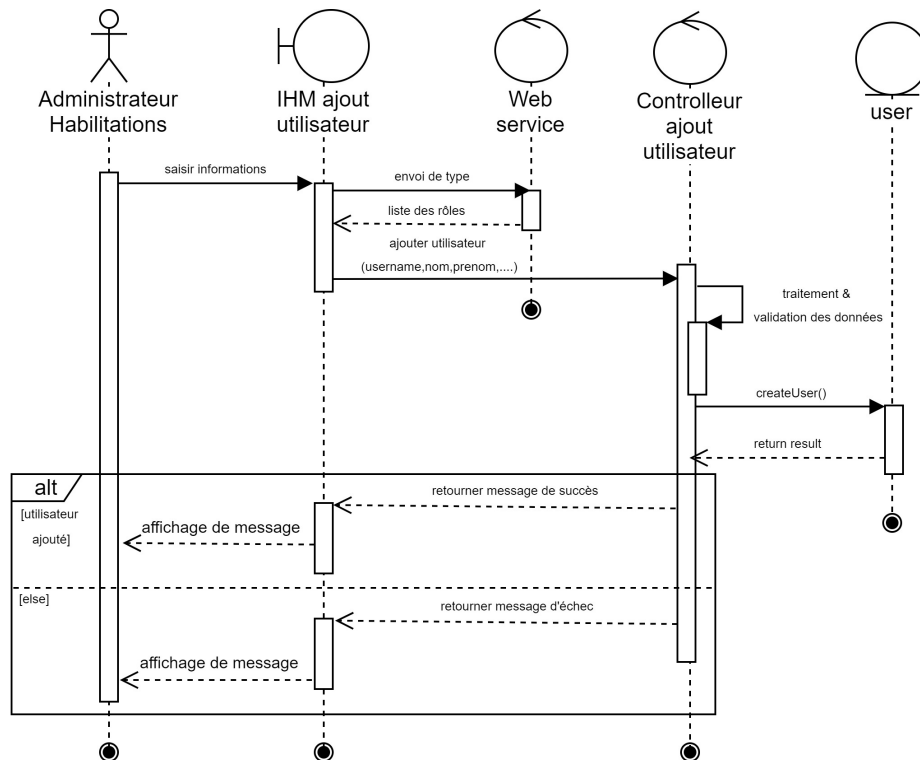 Administrateur
Habilitations
IHM ajout
utilisateur
Web
service
Controlleur
ajout
utilisateur
user
saisir informations
envoi de type
liste des rôles
ajouter utilisateur
(username,nom,prenom,....)
traitement &
validation des données
createUser()
return result
alt
[utilisateur
ajouté]
retourner message de succès
affichage de message
[else]
retourner message d'échec
affichage de message